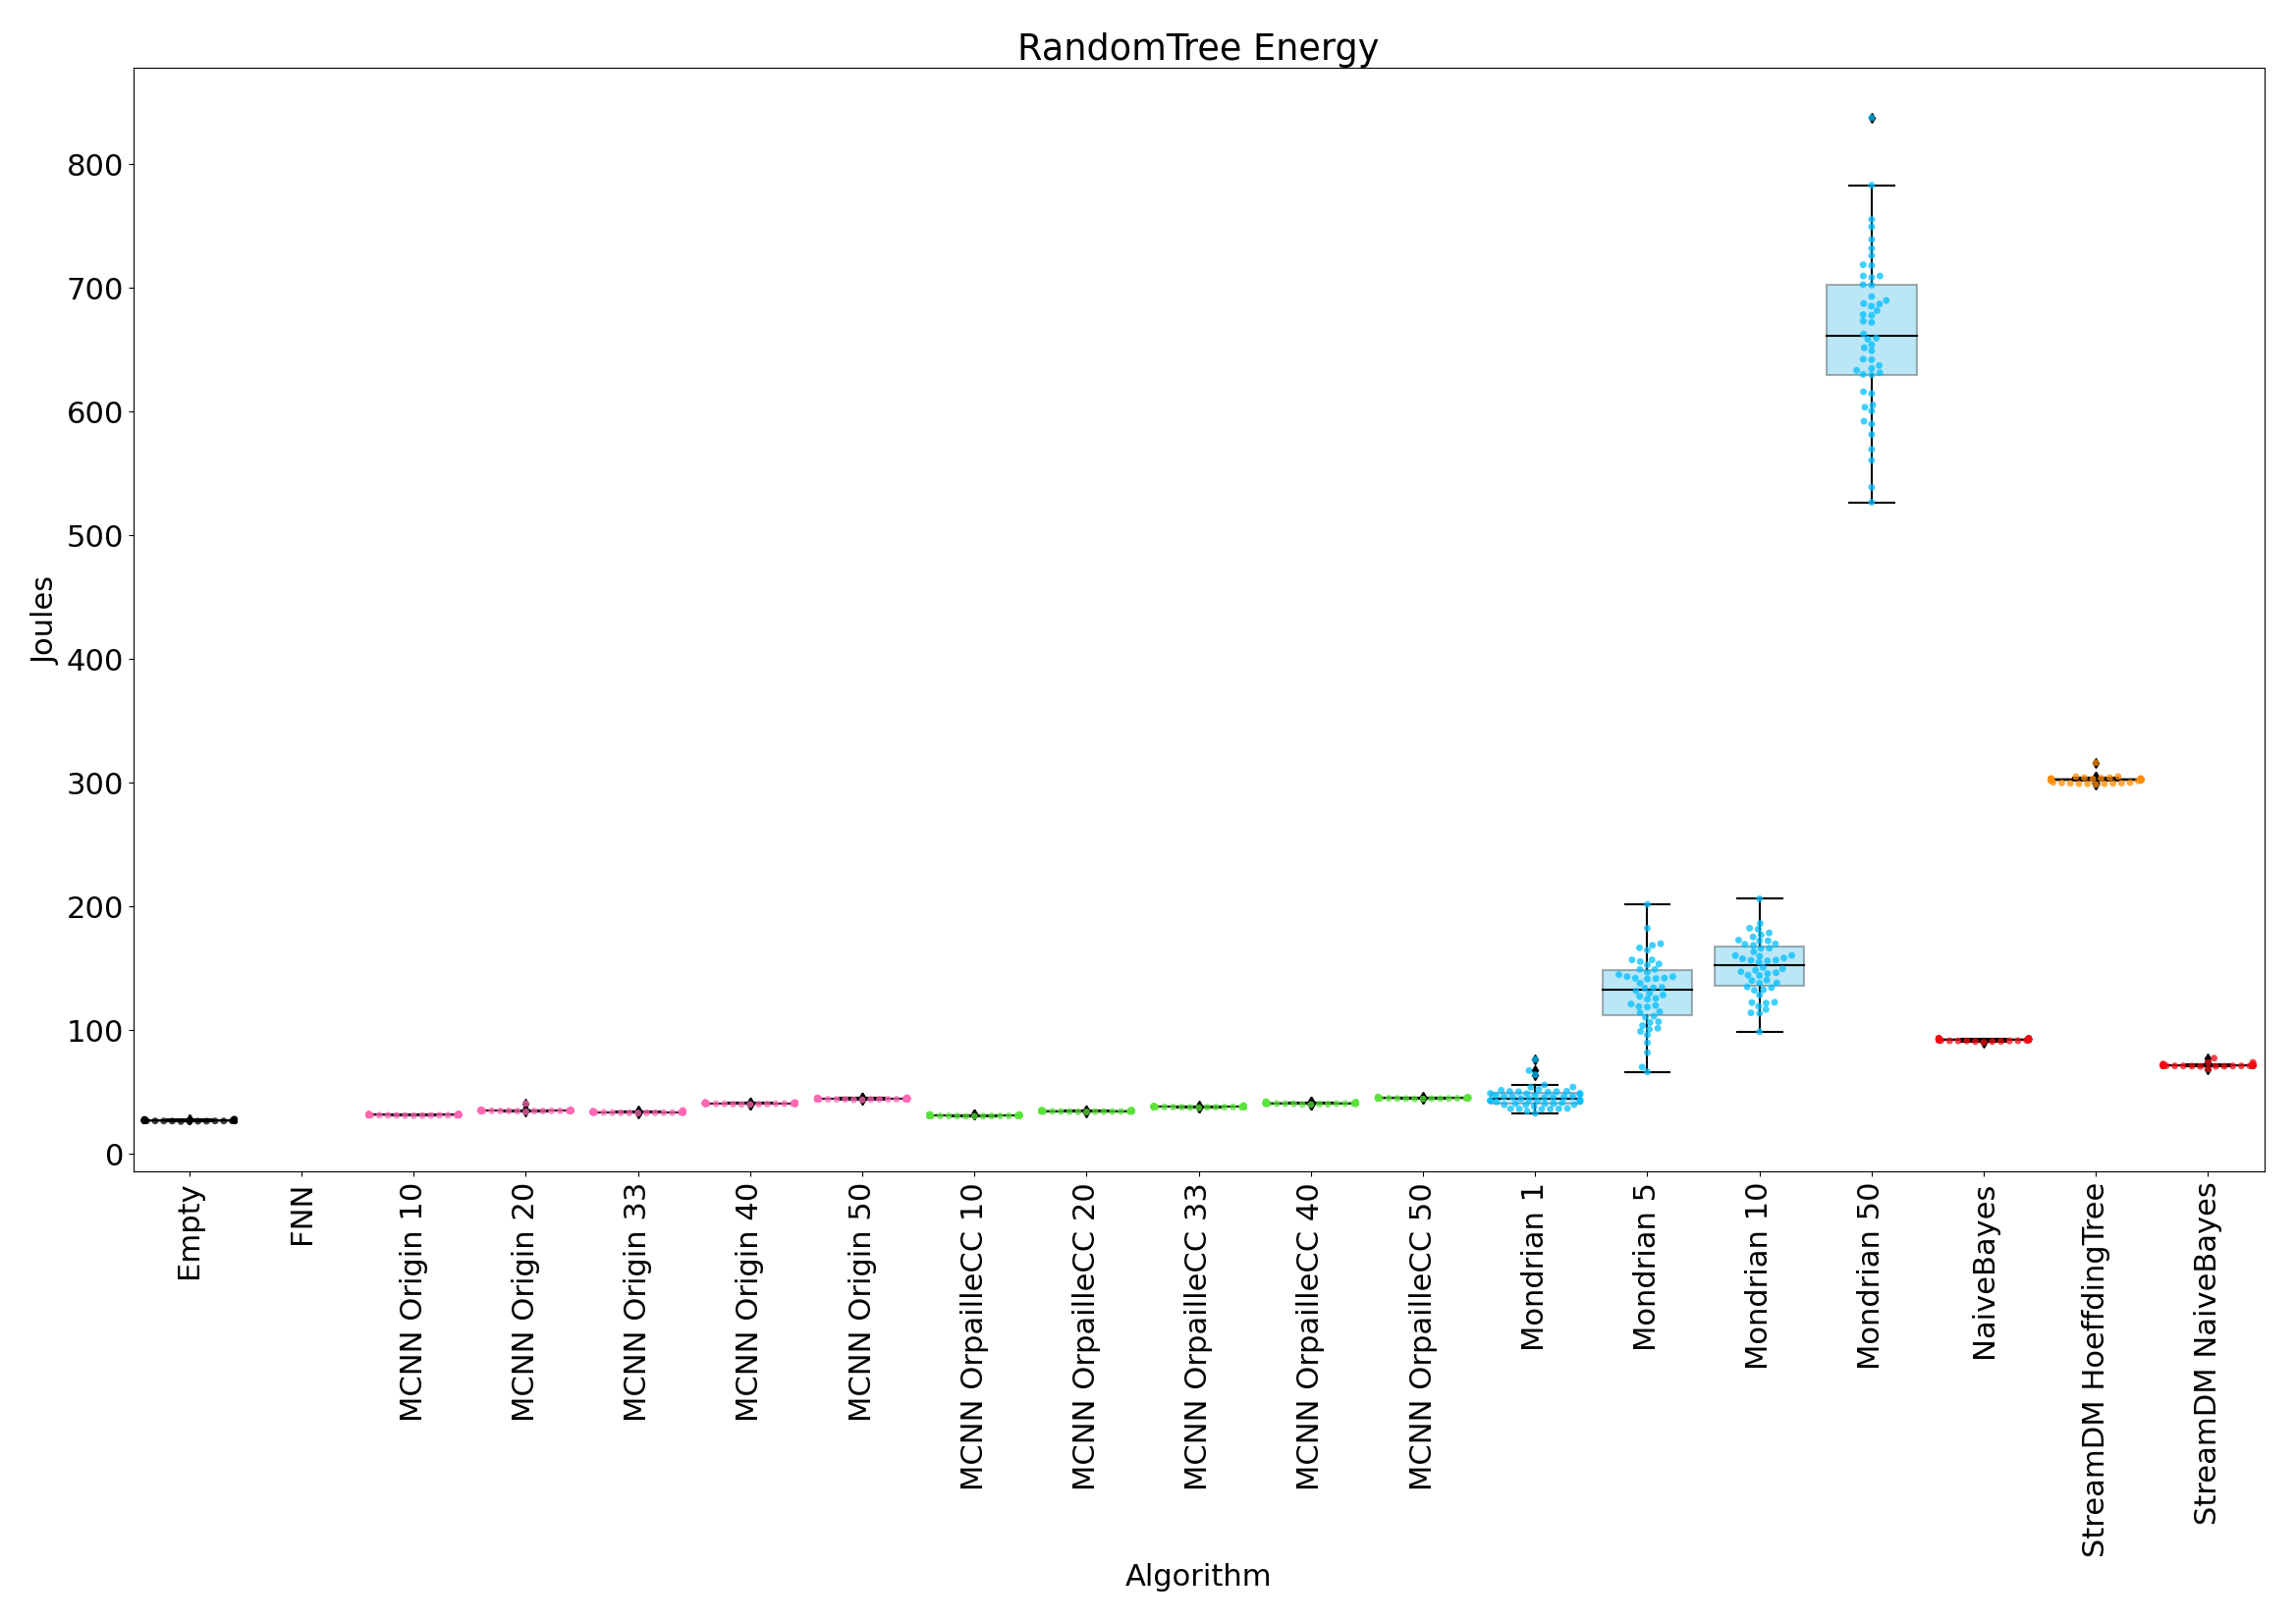 RandomTree Energy
Joules
800
700
600
500
400
300
200
100
0
Empty
FNN
MCNN Origin 10
MCNN Origin 20
MCNN Origin 33
MCNN Origin 40
MCNN Origin 50
MCNN OrpailleCC 10
MCNN OrpailleCC 20
MCNN OrpailleCC 33
MCNN OrpailleCC 40
MCNN OrpailleCC 50
Mondrian 1
Mondrian 5
Mondrian 10
Mondrian 50
NaiveBayes
StreamDM HoeffdingTree
StreamDM NaiveBayes
Algorithm